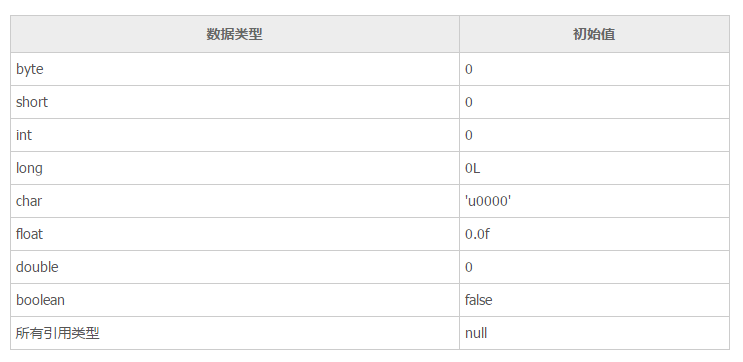 数据类型 初始值
byte 0
short 0
int 0
long 0L
char 'u0000'
float 0.0f
double 0
boolean false
所有引用类型 null